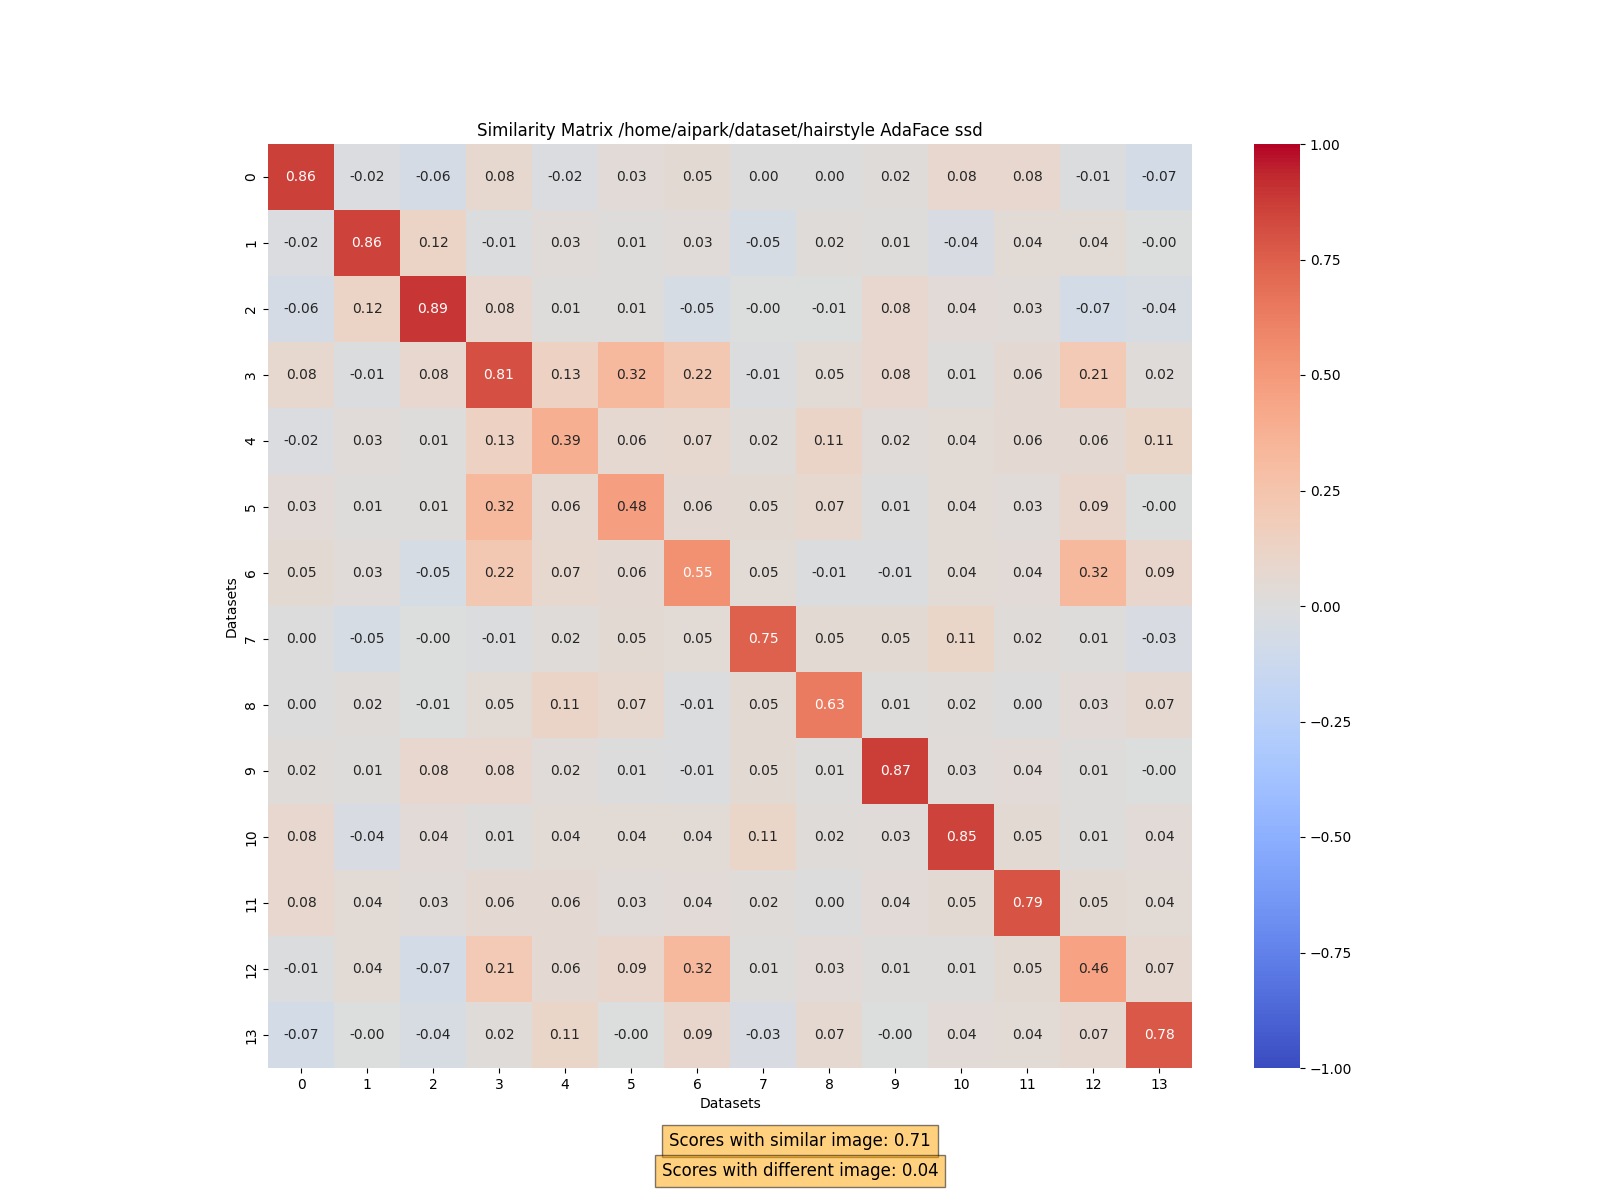 Similarity Matrix /home/aipark/dataset/hairstyle AdaFace ssd
0 0.86 -0.02 -0.06 0.08 -0.02 0.03 0.05 0.00 0.00 0.02 0.08 0.08 -0.01 -0.07
1 -0.02 0.86 0.12 -0.01 0.03 0.01 0.03 -0.05 0.02 0.01 -0.04 0.04 0.04 -0.00
2 -0.06 0.12 0.89 0.08 0.01 0.01 -0.05 -0.00 -0.01 0.08 0.04 0.03 -0.07 -0.04
3 0.08 -0.01 0.08 0.81 0.13 0.32 0.22 -0.01 0.05 0.08 0.01 0.06 0.21 0.02
4 -0.02 0.03 0.01 0.13 0.39 0.06 0.07 0.02 0.11 0.02 0.04 0.06 0.06 0.11
5 0.03 0.01 0.01 0.32 0.06 0.48 0.06 0.05 0.07 0.01 0.04 0.03 0.09 -0.00
6 0.05 0.03 -0.05 0.22 0.07 0.06 0.55 0.05 -0.01 -0.01 0.04 0.04 0.32 0.09
7 0.00 -0.05 -0.00 -0.01 0.02 0.05 0.05 0.75 0.05 0.05 0.11 0.02 0.01 -0.03
8 0.00 0.02 -0.01 0.05 0.11 0.07 -0.01 0.05 0.63 0.01 0.02 0.00 0.03 0.07
9 0.02 0.01 0.08 0.08 0.02 0.01 -0.01 0.05 0.01 0.87 0.03 0.04 0.01 -0.00
10 0.08 -0.04 0.04 0.01 0.04 0.04 0.04 0.11 0.02 0.03 0.85 0.05 0.01 0.04
11 0.08 0.04 0.03 0.06 0.06 0.03 0.04 0.02 0.00 0.04 0.05 0.79 0.05 0.04
12 -0.01 0.04 -0.07 0.21 0.06 0.09 0.32 0.01 0.03 0.01 0.01 0.05 0.46 0.07
13 -0.07 -0.00 -0.04 0.02 0.11 -0.00 0.09 -0.03 0.07 -0.00 0.04 0.04 0.07 0.78
0 1 2 3 4 5 6 7 8 9 10 11 12 13
Datasets
Datasets
1.00
0.75
0.50
0.25
0.00
−0.25
−0.50
−0.75
−1.00
Scores with similar image: 0.71
Scores with different image: 0.04